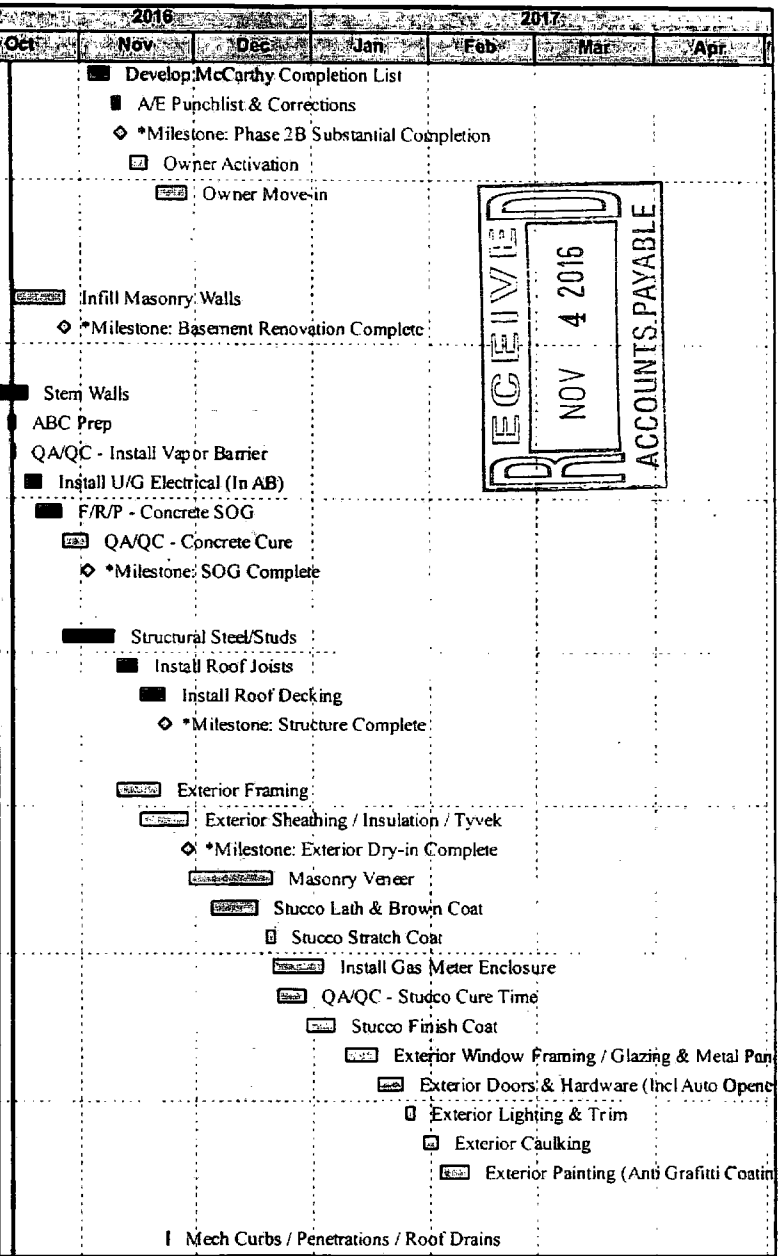 2016 2017
Oct Nov Dec Jan Feb Mar Apr
Develop McCarthy Completion List
A/E Punchlist & Corrections
*Milestone: Phase 2B Substantial Completion
Owner Activation
Owner Move-in
RECEIVED
NOV 4 2016
ACCOUNTS PAYABLE
Infill Masonry Walls
*Milestone: Basement Renovation Complete
Stem Walls
ABC Prep
QA/QC - Install Vapor Barrier
Install U/G Electrical (In AB)
F/R/P - Concrete SOG
QA/QC - Concrete Cure
*Milestone: SOG Complete
Structural Steel/Studs
Install Roof Joists
Install Roof Decking
*Milestone: Structure Complete
Exterior Framing
Exterior Sheathing / Insulation / Tyvek
*Milestone: Exterior Dry-in Complete
Masonry Veneer
Stucco Lath & Brown Coat
Stucco Stratch Coat
Install Gas Meter Enclosure
QA/QC - Studco Cure Time
Stucco Finish Coat
Exterior Window Framing / Glazing & Metal Pan
Exterior Doors & Hardware (Incl Auto Openc
Exterior Lighting & Trim
Exterior Caulking
Exterior Painting (Anti Grafitti Coatin
Mech Curbs / Penetrations / Roof Drains